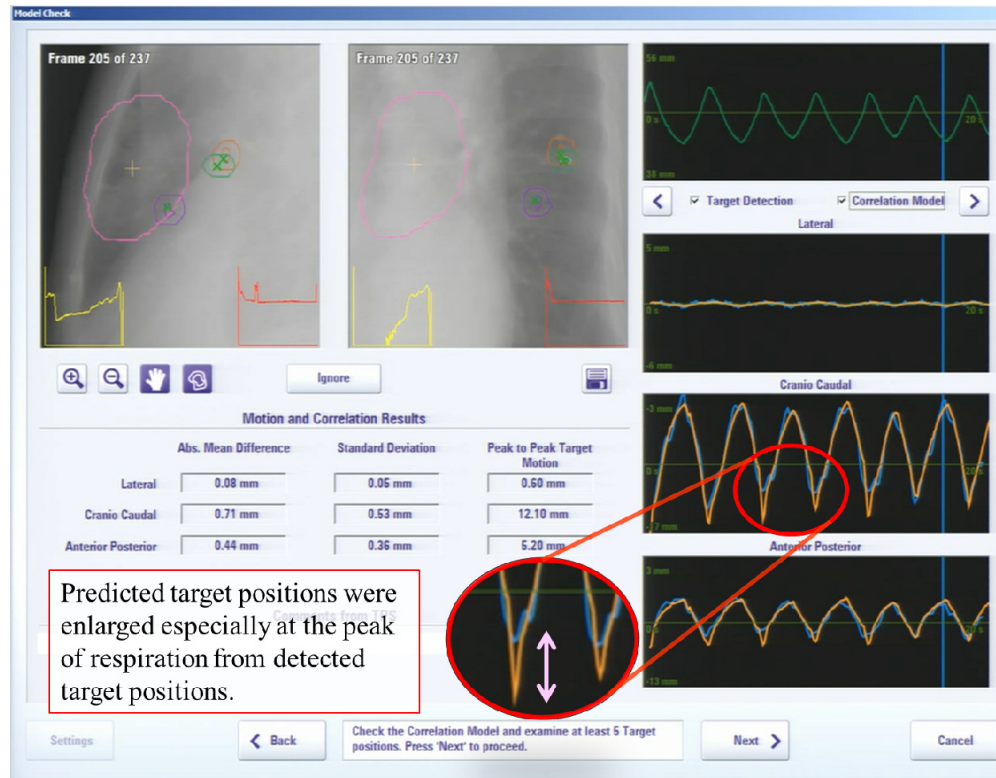 Model Check
Frame 205 of 237
Frame 205 of 237
56 mm
0 s
20 s
38 mm
Target Detection
Correlation Model
Lateral
5 mm
0 s
20 s
-6 mm
Cranio Caudal
-3 mm
0 s
20 s
-17 mm
Anterior Posterior
3 mm
0 s
20 s
-13 mm
Ignore
Motion and Correlation Results
Abs. Mean Difference Standard Deviation Peak to Peak Target
Motion
Lateral 0.08 mm 0.05 mm 0.60 mm
Cranio Caudal 0.71 mm 0.53 mm 12.10 mm
Anterior Posterior 0.44 mm 0.36 mm 5.20 mm
Predicted target positions were
enlarged especially at the peak
of respiration from detected
target positions.
Settings
Back
Check the Correlation Model and examine at least 5 Target
positions. Press 'Next' to proceed.
Next
Cancel